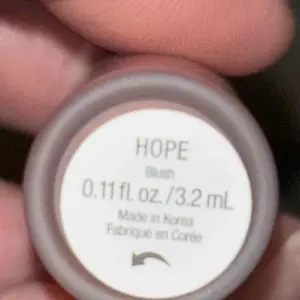 HOPE
Blush
0.11 fl. oz. / 3.2 mL
Made in Korea
Fabriqué en Corée